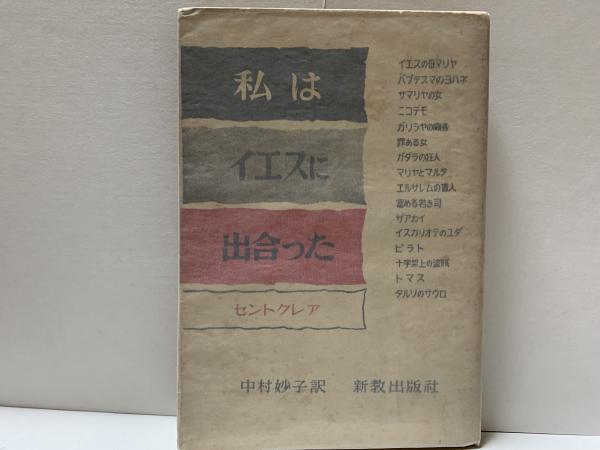 私は
イエスに
出合った
セントクレア
イエスの母マリヤ
バプテスマのヨハネ
サマリヤの女
ニコデモ
ガリラヤの
罪ある女
ガダラの狂人
マリヤとマルタ
エルサレムの盲人
富める若き司
ザアカイ
イスカリオテのユダ
ピラト
十字架上の盗賊
トマス
タルソのサウロ
中村妙子訳 新教出版社